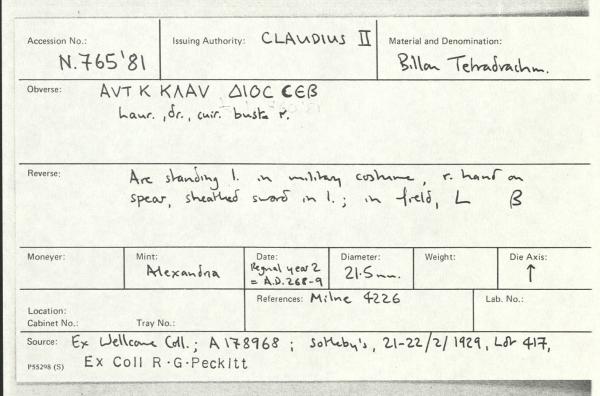 Accession No.: Issuing Authority: CLAUDIUS II Material and Denomination:
N.765'81 Billon Tetradrachm.
Obverse: ΑVΤ Κ ΚΛΑV ΔΙΟC CЄΒ
Laur., dr., cuir. bust r.
Reverse: Ares standing l. in military costume, r. hand on
spear, sheathed sword in l.; in field, L B
Moneyer: Mint: Date: Diameter: Weight: Die Axis:
Alexandria Regnal year 2 21.5mm. ↑
= A.D. 268-9
References: Milne 4226 Lab. No.:
Location:
Cabinet No.: Tray No.:
Source: Ex Wellcome Coll.; A178968; Sotheby's, 21-22/2/1929, Lot 417,
P55298 (S) Ex Coll R·G·Peckitt